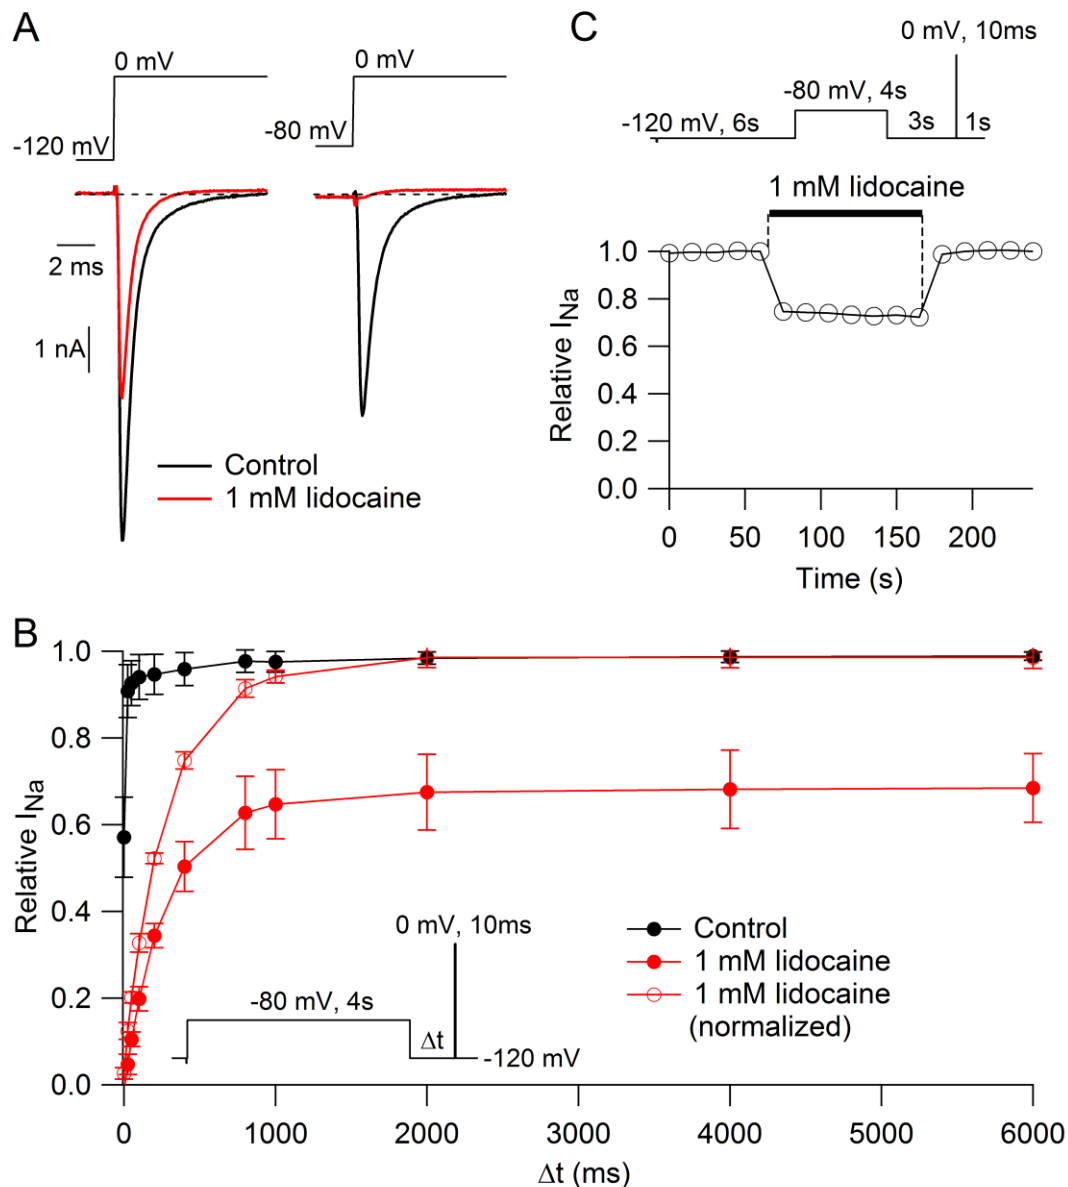 A
0 mV
-120 mV
0 mV
-80 mV
2 ms
1 nA
Control
1 mM lidocaine
C
0 mV, 10ms
-80 mV, 4s
-120 mV, 6s
3s
1s
1 mM lidocaine
Relative INa
1.0
0.8
0.6
0.4
0.2
0.0
0
50
100
150
200
Time (s)
B
Relative INa
1.0
0.8
0.6
0.4
0.2
0.0
0 mV, 10ms
-80 mV, 4s
Δt
-120 mV
Control
1 mM lidocaine
1 mM lidocaine
(normalized)
0
1000
2000
3000
4000
5000
6000
Δt (ms)